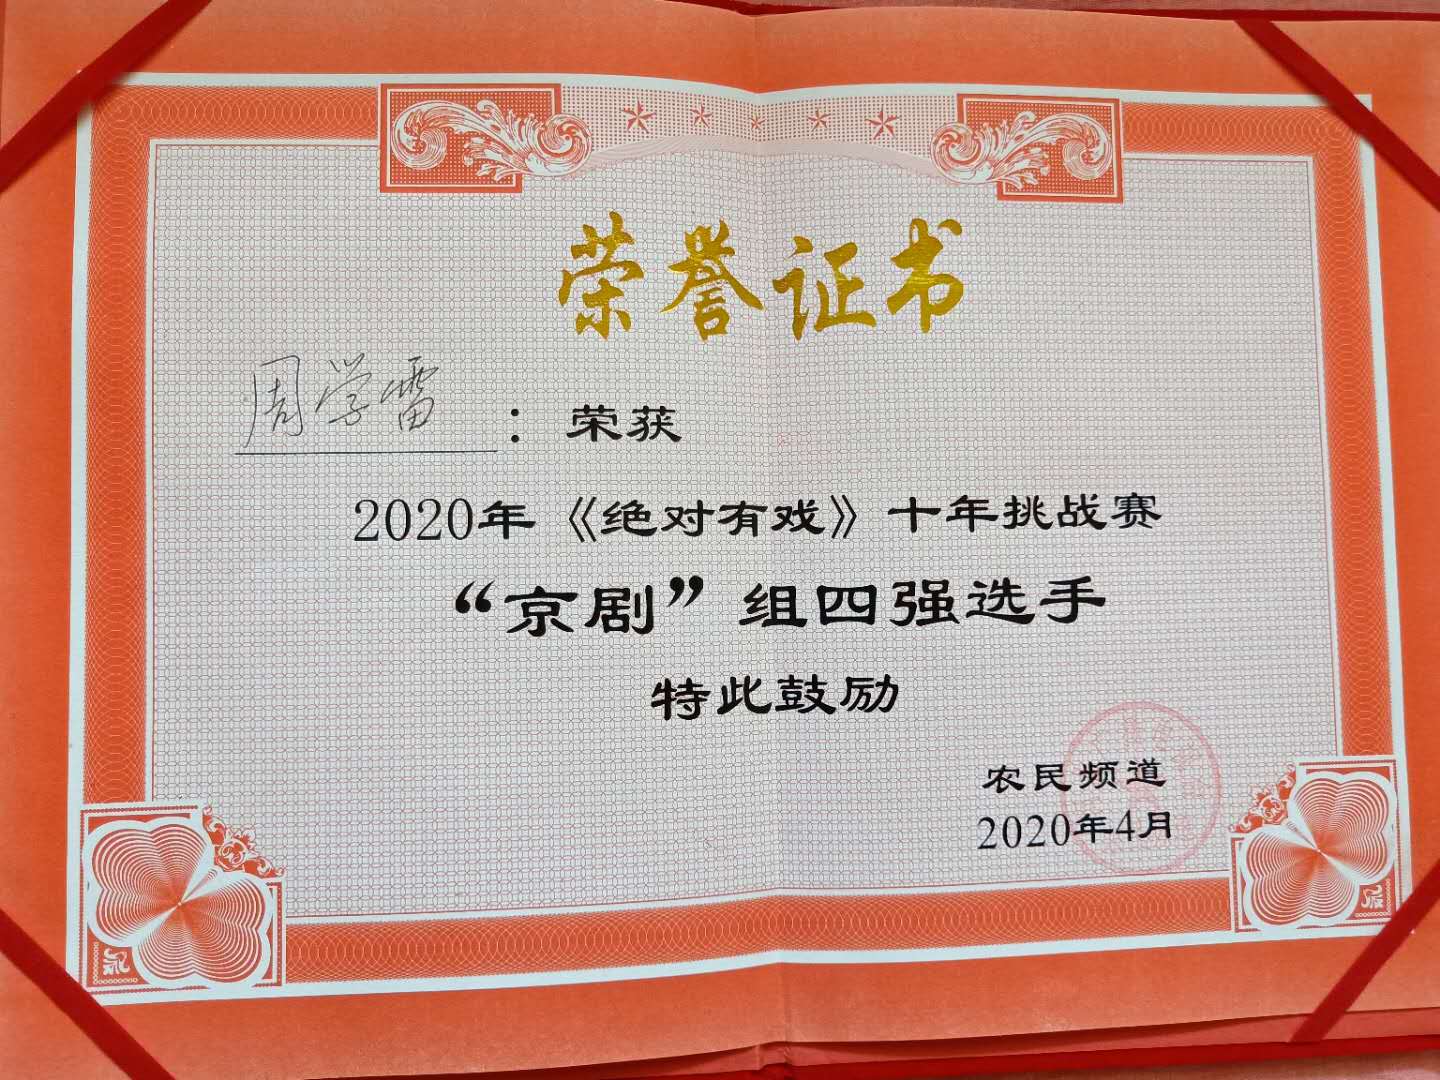 荣誉证书
周学雷：荣获
2020年《绝对有戏》十年挑战赛
“京剧”组四强选手
特此鼓励
农民频道
2020年4月